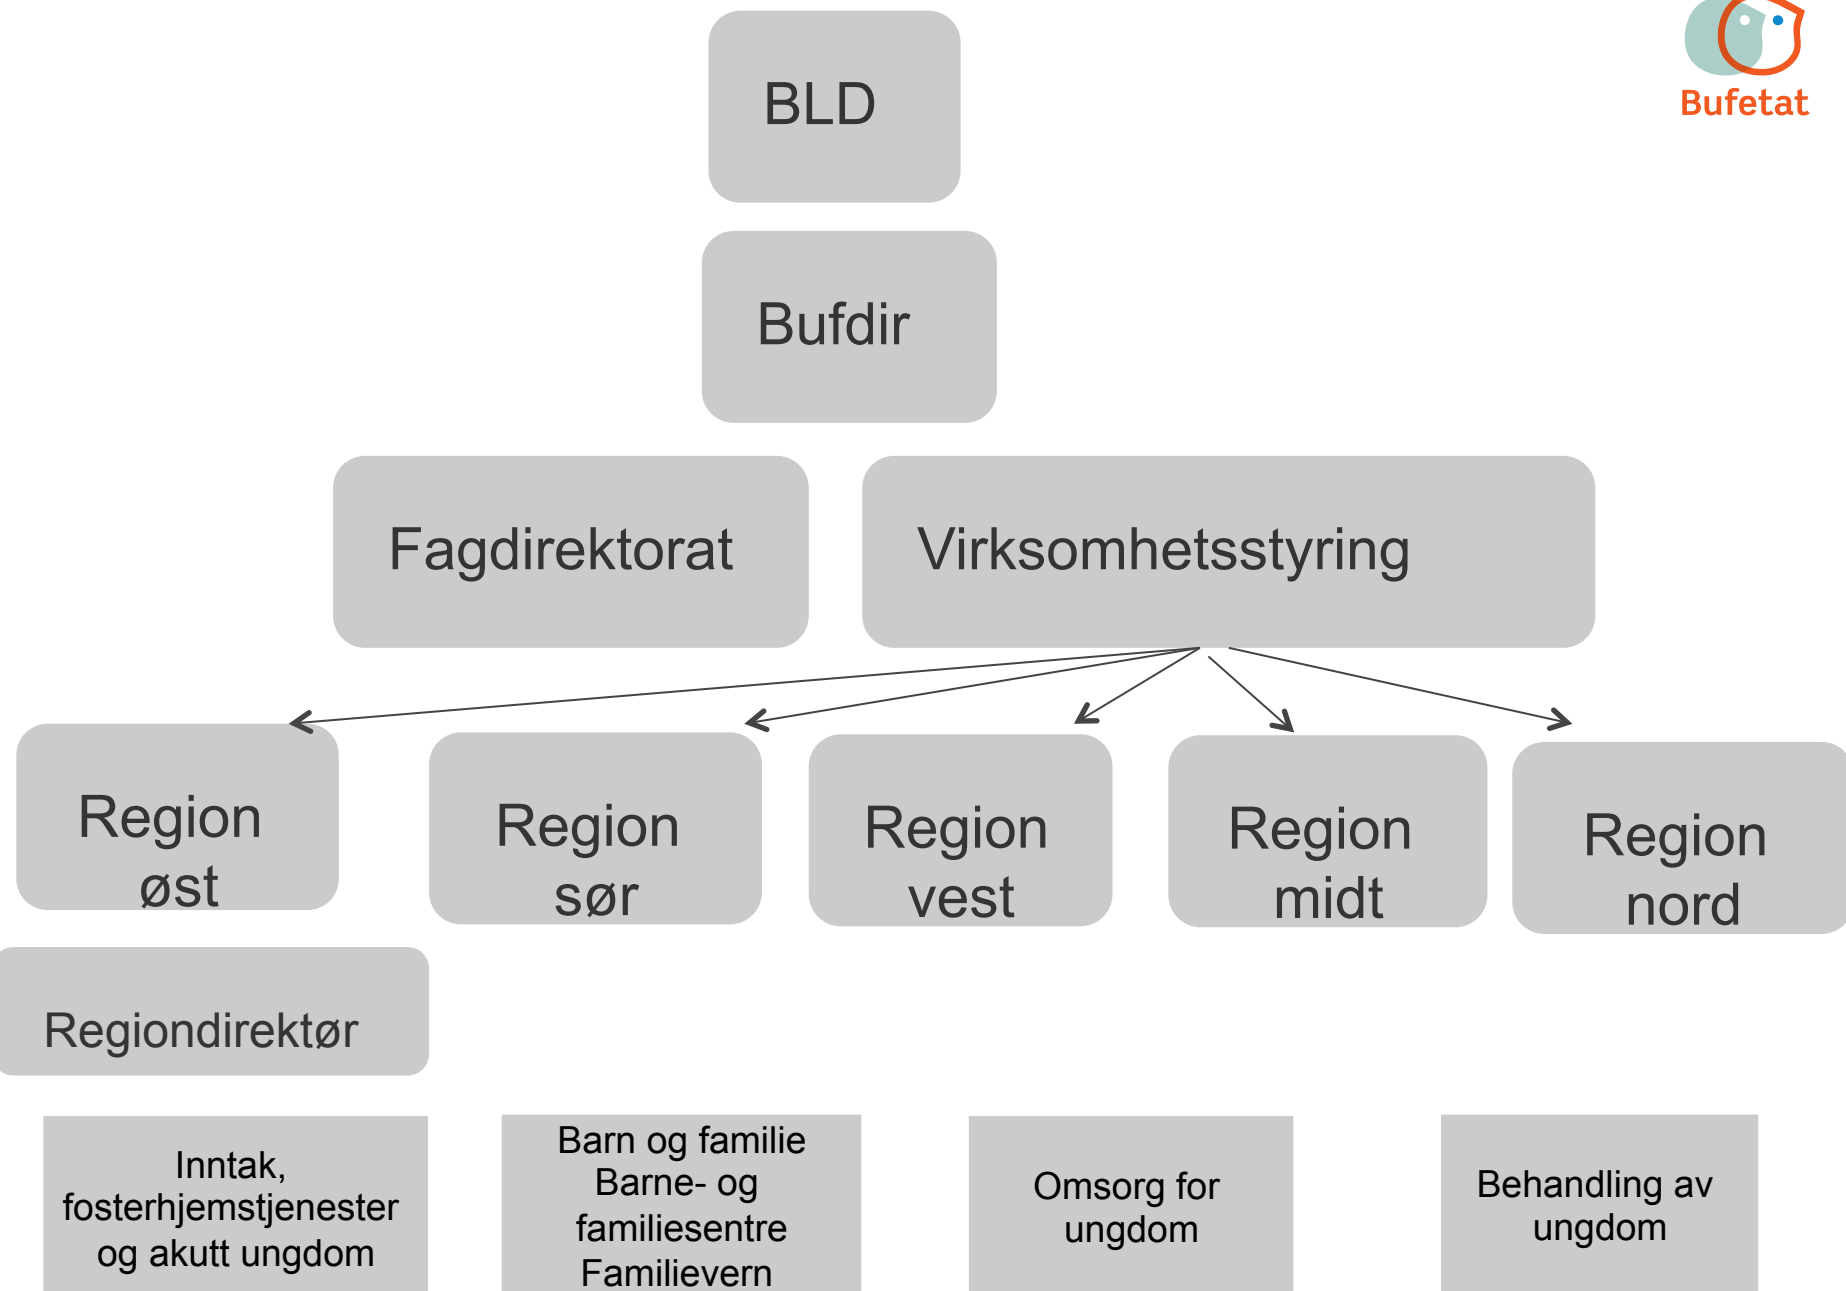 Bufetat
BLD
Bufdir
Fagdirektorat
Virksomhetsstyring
Region
øst
Region
sør
Region
vest
Region
midt
Region
nord
Regiondirektør
Inntak,
fosterhjemstjenester
og akutt ungdom
Barn og familie
Barne- og
familiesentre
Familievern
Omsorg for
ungdom
Behandling av
ungdom